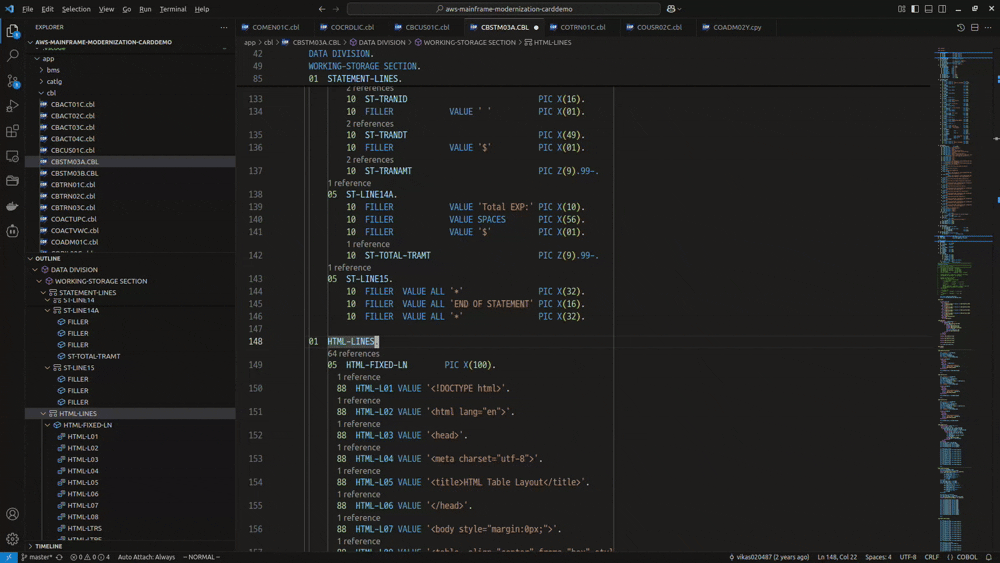 File Edit Selection View Go Run Terminal Help
aws-mainframe-modernization-carddemo
EXPLORER
AWS-MAINFRAME-MODERNIZATION-CARDDEMO
app
bms
catlg
cbl
CBACT01C.cbl
CBACT02C.cbl
CBACT03C.cbl
CBACT04C.cbl
CBCUS01C.cbl
CBSTM03A.CBL
CBSTM03B.CBL
CBTRN01C.cbl
CBTRN02C.cbl
CBTRN03C.cbl
COACTUPC.cbl
COACTVWC.cbl
COADM01C.cbl
OUTLINE
DATA DIVISION
WORKING-STORAGE SECTION
STATEMENT-LINES
ST-LINE14
ST-LINE14A
FILLER
FILLER
FILLER
ST-TOTAL-TRAMT
ST-LINE15
FILLER
FILLER
FILLER
HTML-LINES
HTML-FIXED-LN
HTML-L01
HTML-L02
HTML-L03
HTML-L04
HTML-L05
HTML-L06
HTML-L07
HTML-L08
HTML-LTRS
TIMELINE
COMEN01C.cbl COCRDLIC.cbl CBCUS01C.cbl CBSTM03A.CBL COTRN01C.cbl COUSR02C.cbl COADM02Y.cpy
app > cbl > CBSTM03A.CBL > DATA DIVISION > WORKING-STORAGE SECTION > HTML-LINES
42 DATA DIVISION.
49 WORKING-STORAGE SECTION.
85 01 STATEMENT-LINES.
2 references
133 10 ST-TRANID PIC X(16).
134 10 FILLER VALUE ' ' PIC X(01).
2 references
135 10 ST-TRANDT PIC X(49).
136 10 FILLER VALUE '$' PIC X(01).
2 references
137 10 ST-TRANAMT PIC Z(9).99-.
1 reference
138 05 ST-LINE14A.
139 10 FILLER VALUE 'Total EXP:' PIC X(10).
140 10 FILLER VALUE SPACES PIC X(56).
141 10 FILLER VALUE '$' PIC X(01).
1 reference
142 10 ST-TOTAL-TRAMT PIC Z(9).99-.
1 reference
143 05 ST-LINE15.
144 10 FILLER VALUE ALL '*' PIC X(32).
145 10 FILLER VALUE ALL 'END OF STATEMENT' PIC X(16).
146 10 FILLER VALUE ALL '*' PIC X(32).
147
148 01 HTML-LINES.
64 references
149 05 HTML-FIXED-LN PIC X(100).
1 reference
150 88 HTML-L01 VALUE '<!DOCTYPE html>'.
1 reference
151 88 HTML-L02 VALUE '<html lang="en">'.
1 reference
152 88 HTML-L03 VALUE '<head>'.
1 reference
153 88 HTML-L04 VALUE '<meta charset="utf-8">'.
1 reference
154 88 HTML-L05 VALUE '<title>HTML Table Layout</title>'.
1 reference
155 88 HTML-L06 VALUE '</head>'.
1 reference
156 88 HTML-L07 VALUE '<body style="margin:0px;">'.
1 reference
157 88 HTML-L08 VALUE '<table align="center" frame="box" styl
master* 0 0 4 Auto Attach: Always -- NORMAL -- vikas020487 (2 years ago) Ln 148, Col 22 Spaces: 4 UTF-8 CRLF COBOL